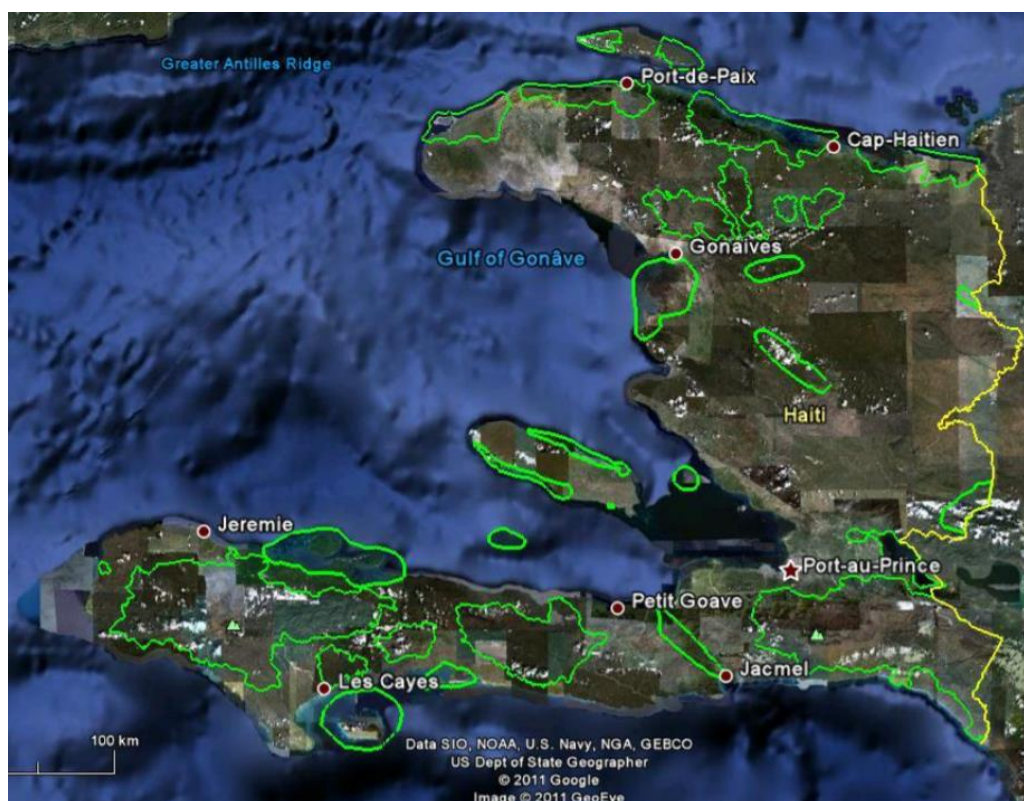 Greater Antilles Ridge
Port-de-Paix
Cap-Haitien
Gonaives
Gulf of Gonâve
Haiti
Jeremie
Port-au-Prince
Petit Goave
Jacmel
Les Cayes
100 km
Data SIO, NOAA, U.S. Navy, NGA, GEBCO
US Dept of State Geographer
© 2011 Google
Image © 2011 GeoEye